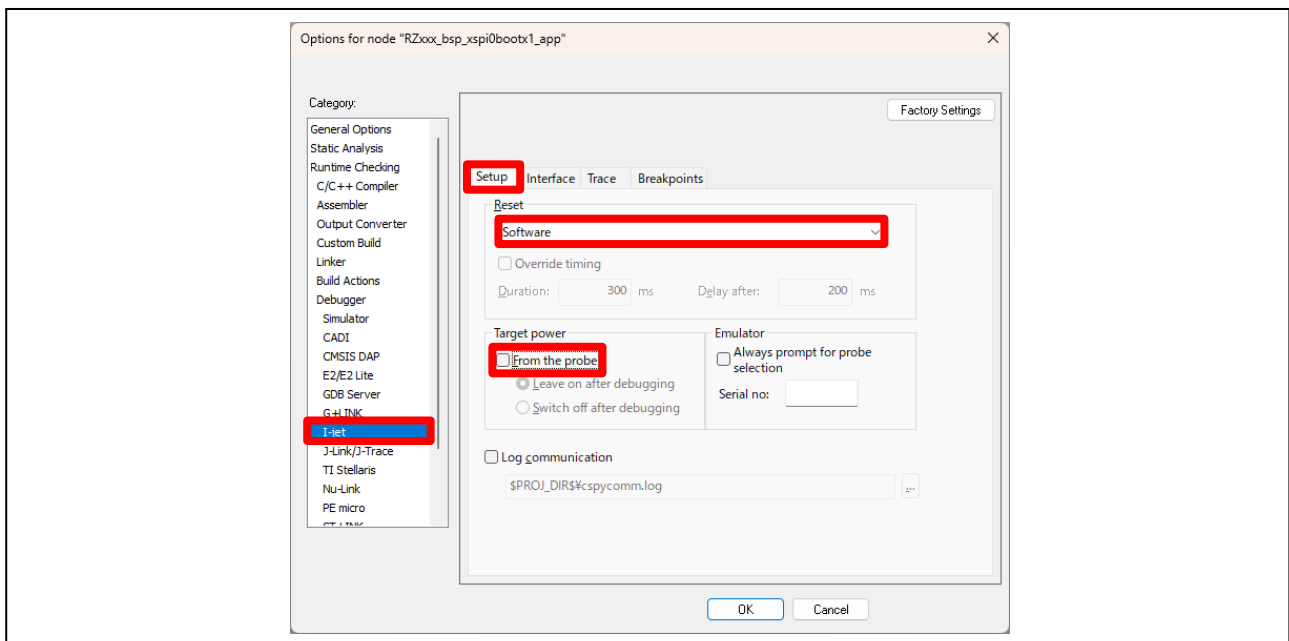 Options for node "RZxxx_bsp_xspi0bootx1_app"
Category:
Factory Settings
General Options
Static Analysis
Runtime Checking
C/C++ Compiler
Assembler
Output Converter
Custom Build
Linker
Build Actions
Debugger
Simulator
CADI
CMSIS DAP
E2/E2 Lite
GDB Server
G+LINK
I-jet
J-Link/J-Trace
TI Stellaris
Nu-Link
PE micro
ST-LINK
Setup Interface Trace Breakpoints
Reset
Software
Override timing
Duration: 300 ms Delay after: 200 ms
Target power
From the probe
Leave on after debugging
Switch off after debugging
Emulator
Always prompt for probe
selection
Serial no:
Log communication
$PROJ_DIR$¥cspycomm.log
...
OK Cancel